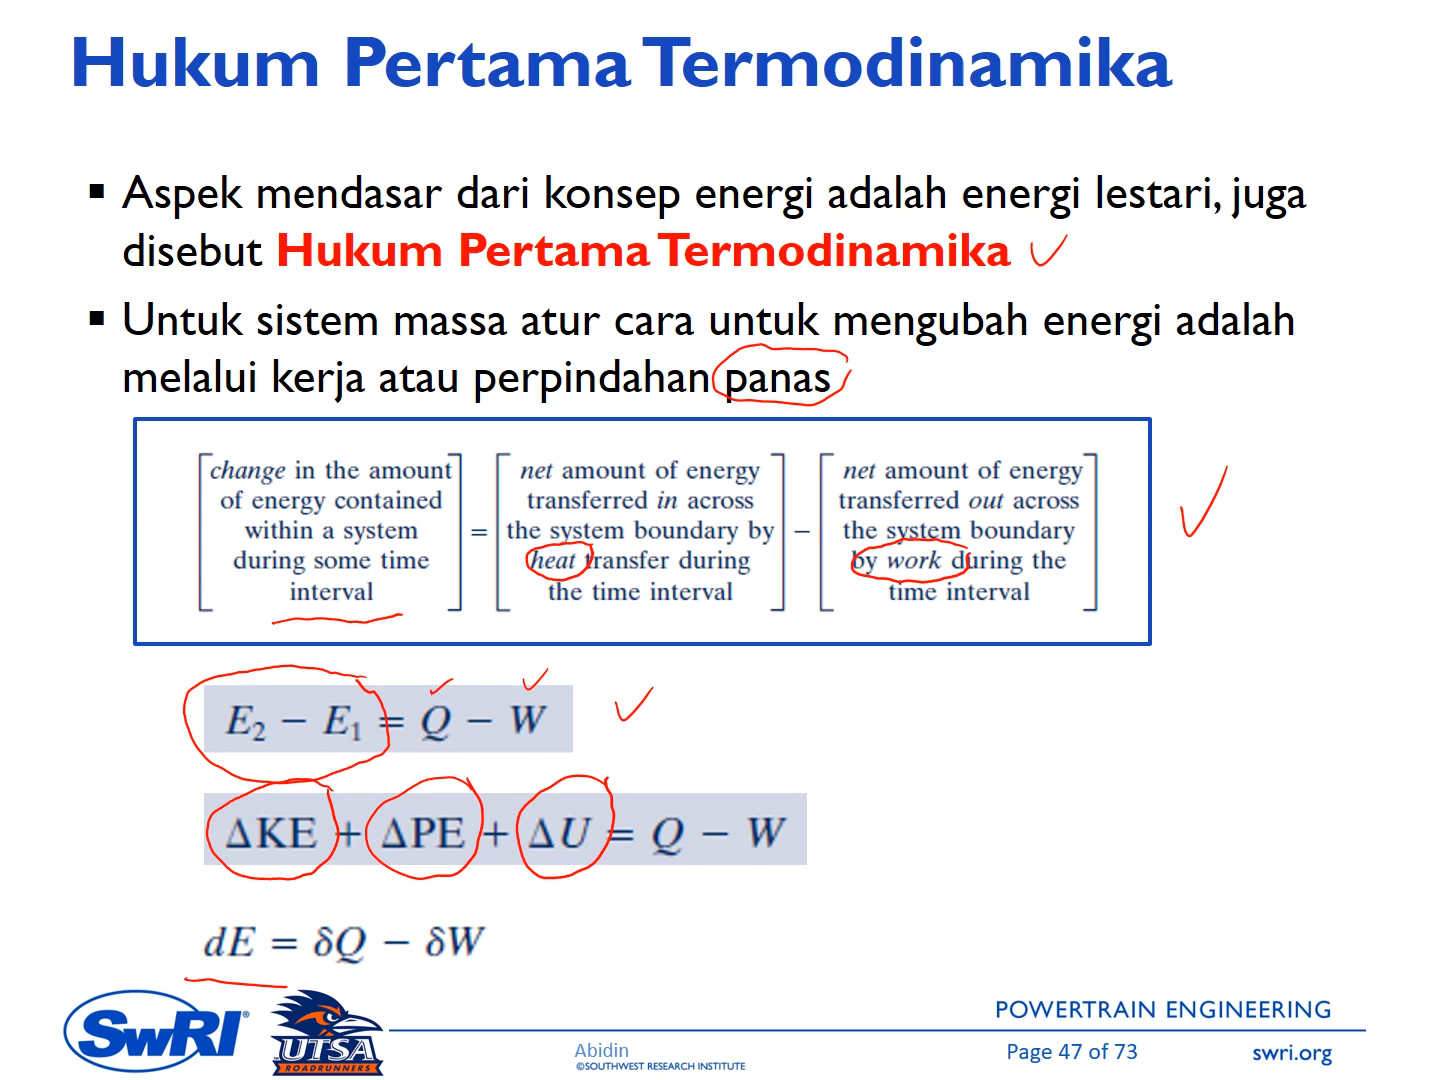 Hukum Pertama Termodinamika
▪ Aspek mendasar dari konsep energi adalah energi lestari, juga
disebut Hukum Pertama Termodinamika
▪ Untuk sistem massa atur cara untuk mengubah energi adalah
melalui kerja atau perpindahan panas
change in the amount
of energy contained
within a system
during some time
interval
=
net amount of energy
transferred in across
the system boundary by
heat transfer during
the time interval
−
net amount of energy
transferred out across
the system boundary
by work during the
time interval
E₂ − E₁ = Q − W
ΔKE + ΔPE + ΔU = Q − W
dE = δQ − δW
SwRI®
UTSA
ROADRUNNERS
Abidin
©SOUTHWEST RESEARCH INSTITUTE
POWERTRAIN ENGINEERING
Page 47 of 73
swri.org